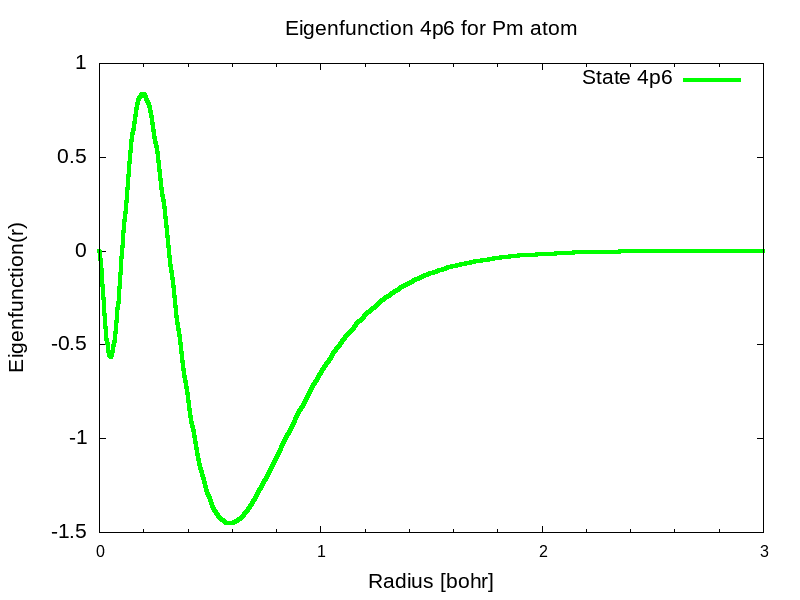 Eigenfunction 4p6 for Pm atom
State 4p6
1
0.5
0
-0.5
-1
-1.5
Eigenfunction(r)
0 1 2 3
Radius [bohr]